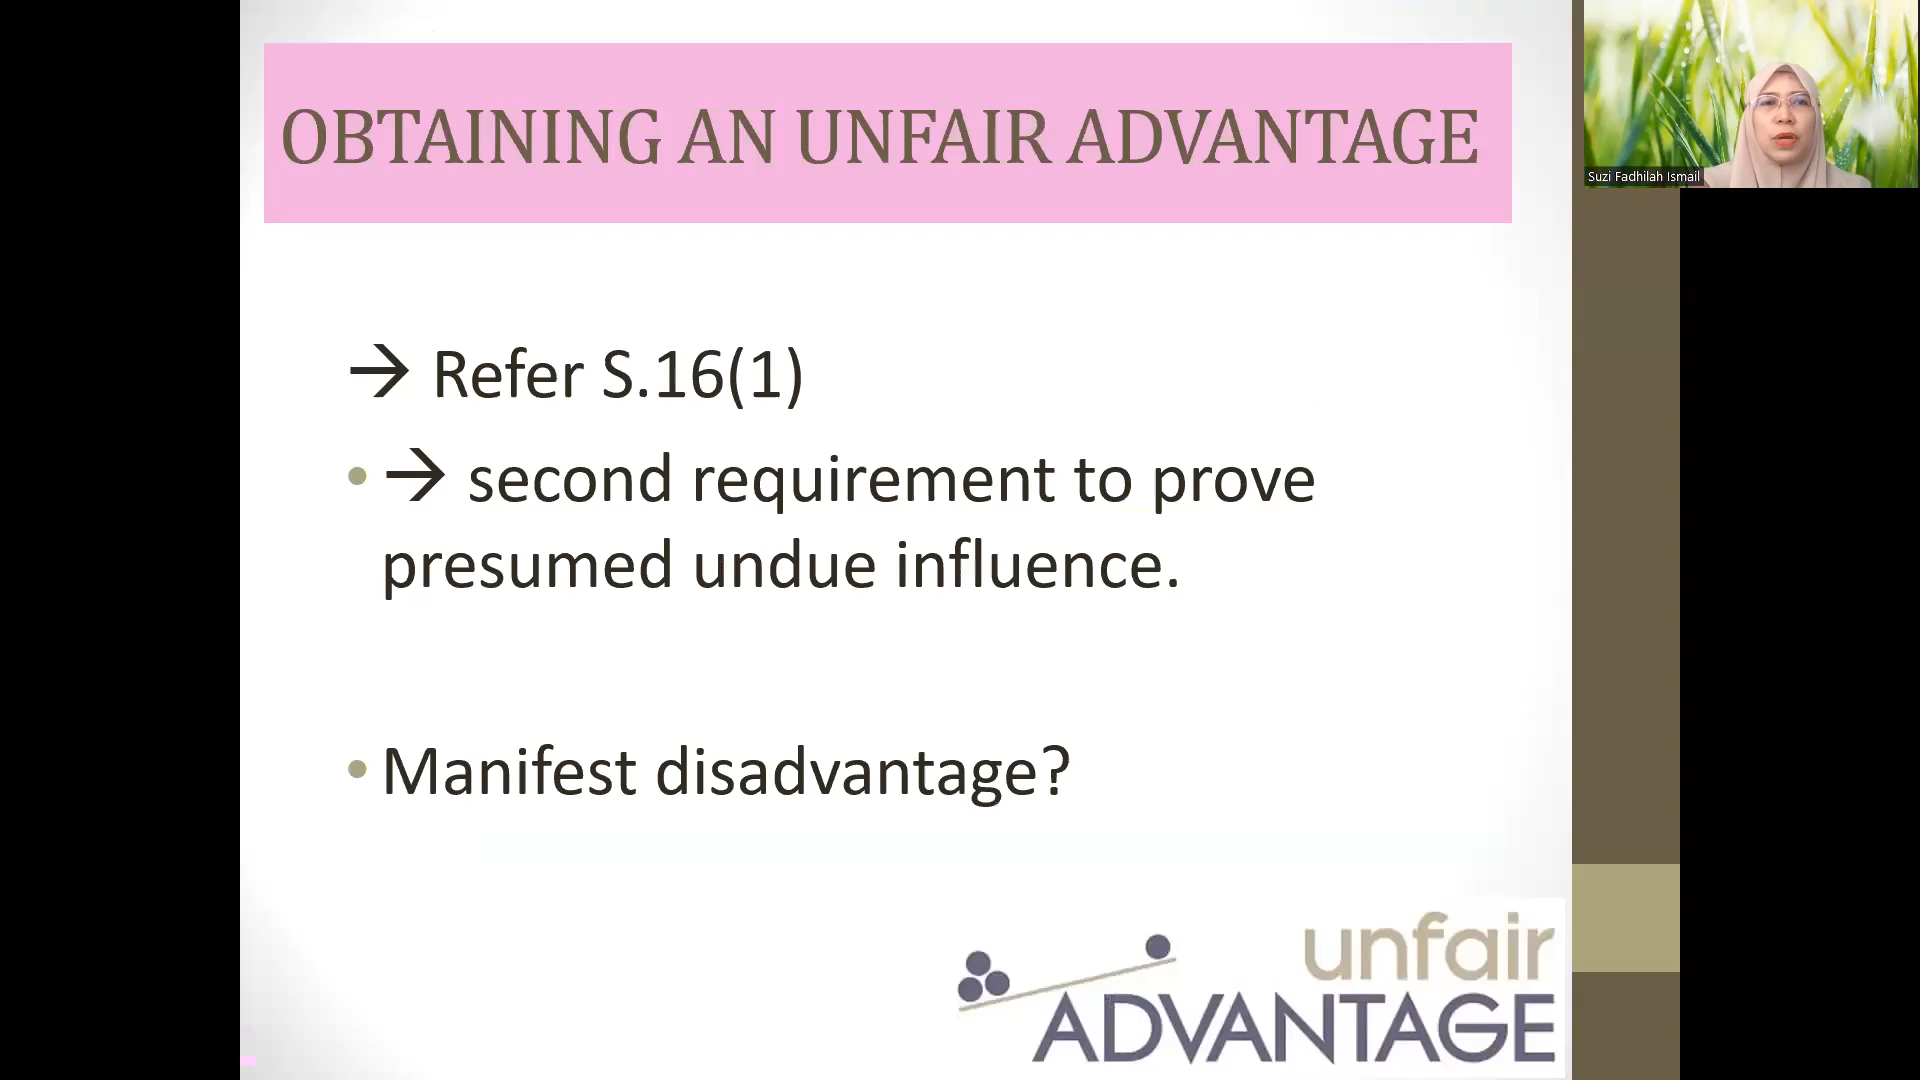 OBTAINING AN UNFAIR ADVANTAGE
Suzi Fadhilah Ismail
→ Refer S.16(1)
• → second requirement to prove
presumed undue influence.
• Manifest disadvantage?
unfair
ADVANTAGE